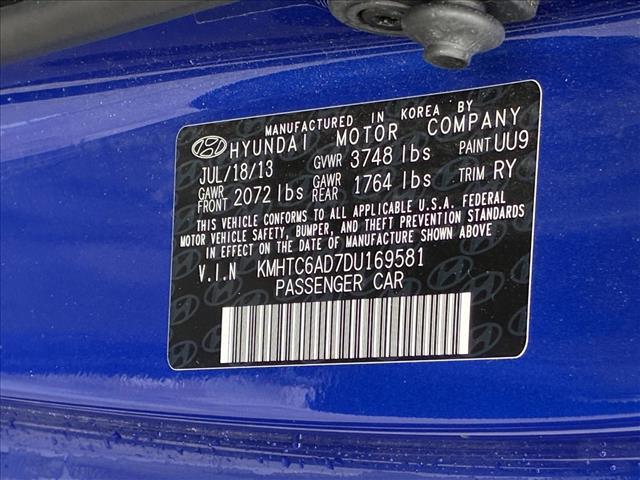 MANUFACTURED IN KOREA BY
HYUNDAI MOTOR COMPANY
JUL/18/13 GVWR 3748 lbs PAINT UU9
GAWR FRONT 2072 lbs GAWR REAR 1764 lbs TRIM RY
THIS VEHICLE CONFORMS TO ALL APPLICABLE U.S.A. FEDERAL
MOTOR VEHICLE SAFETY, BUMPER, AND THEFT PREVENTION STANDARDS
IN EFFECT ON THE DATE OF MANUFACTURE SHOWN ABOVE
V.I.N KMHTC6AD7DU169581
PASSENGER CAR